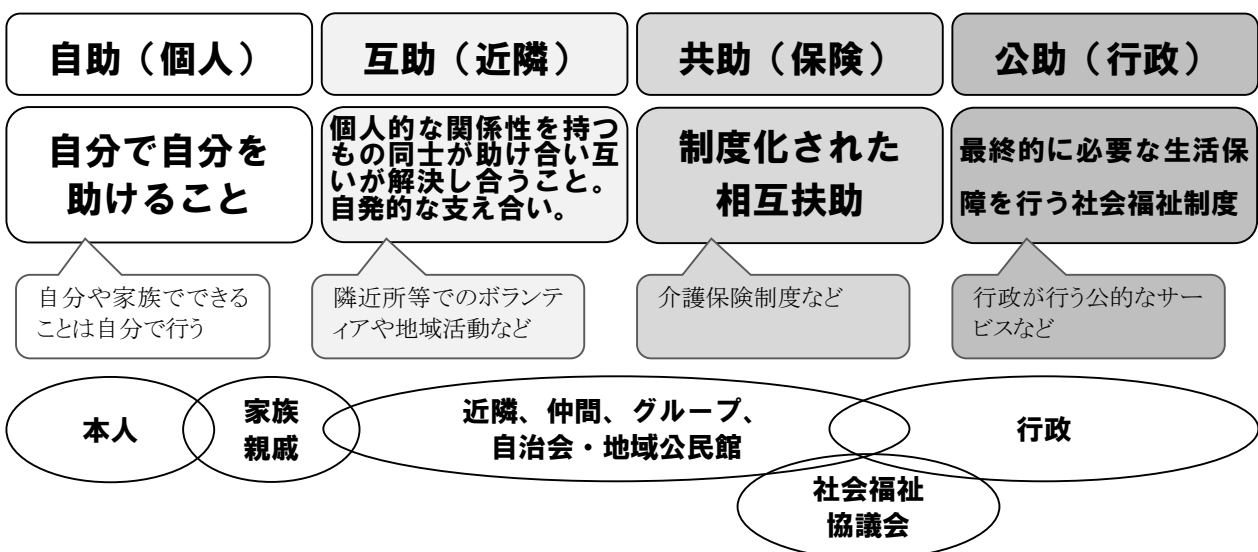 自助（個人）
互助（近隣）
共助（保険）
公助（行政）
自分で自分を
助けること
個人的な関係性を持つ
もの同士が助け合い互
いが解決し合うこと。
自発的な支え合い。
制度化された
相互扶助
最終的に必要な生活保
障を行う社会福祉制度
自分や家族でできる
ことは自分で行う
隣近所等でのボランテ
ィアや地域活動など
介護保険制度など
行政が行う公的なサー
ビスなど
本人
家族
親戚
近隣、仲間、グループ、
自治会・地域公民館
行政
社会福祉
協議会